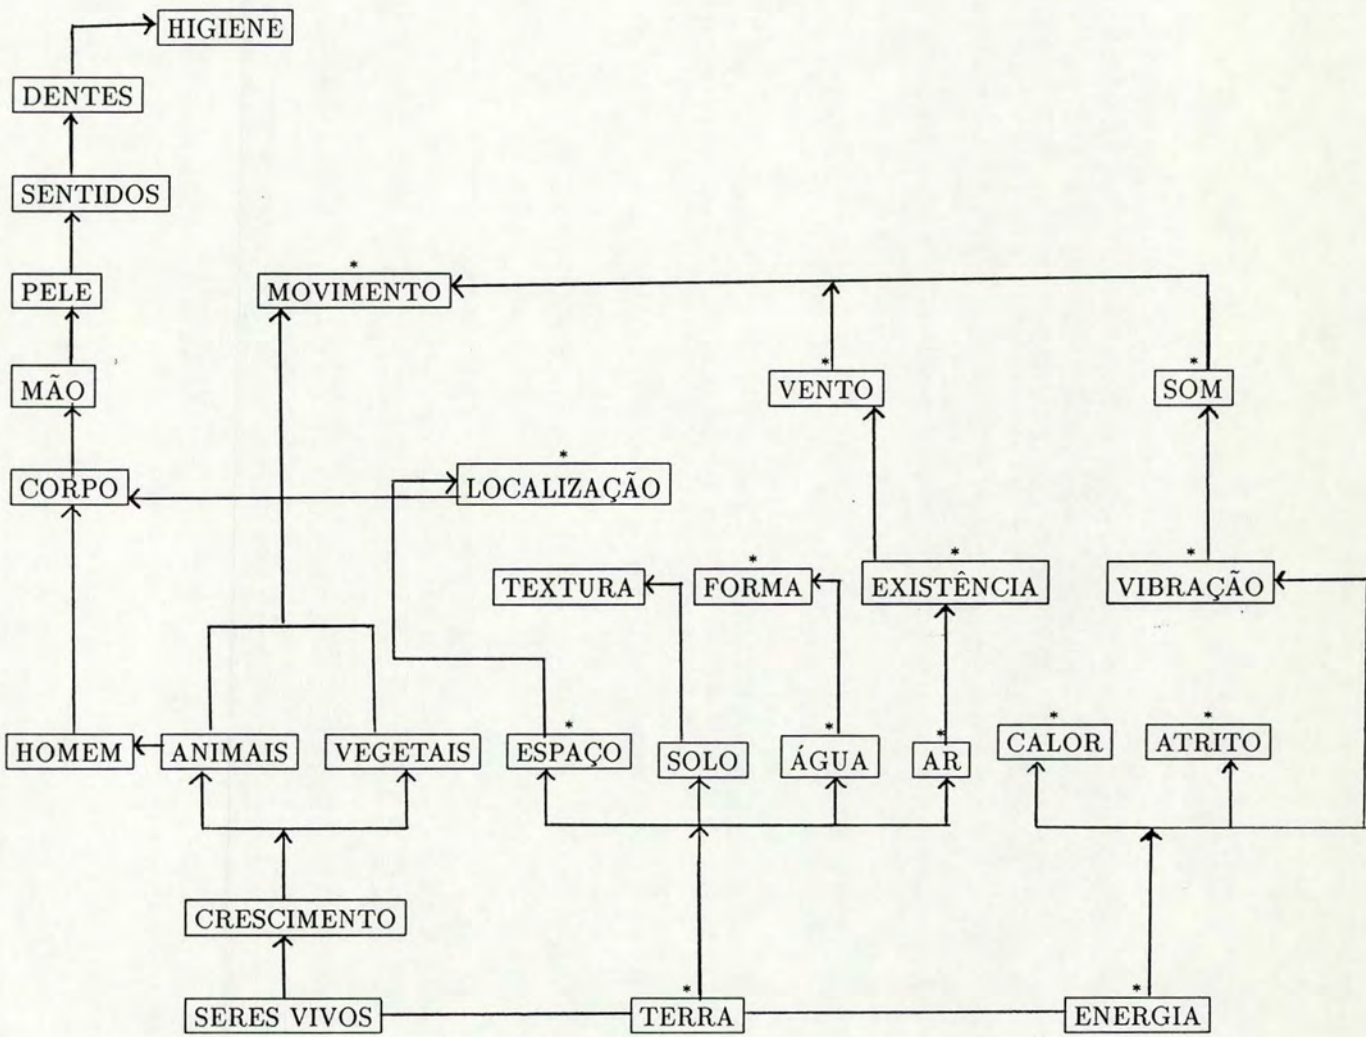 HIGIENE
DENTES
SENTIDOS
*
PELE
MOVIMENTO
* *
MÃO
VENTO
SOM
*
CORPO
LOCALIZAÇÃO
* * *
TEXTURA
FORMA
EXISTÊNCIA
VIBRAÇÃO
* * * * *
HOMEM
ANIMAIS
VEGETAIS
ESPAÇO
SOLO
ÁGUA
AR
CALOR
ATRITO
CRESCIMENTO
* *
SERES VIVOS
TERRA
ENERGIA